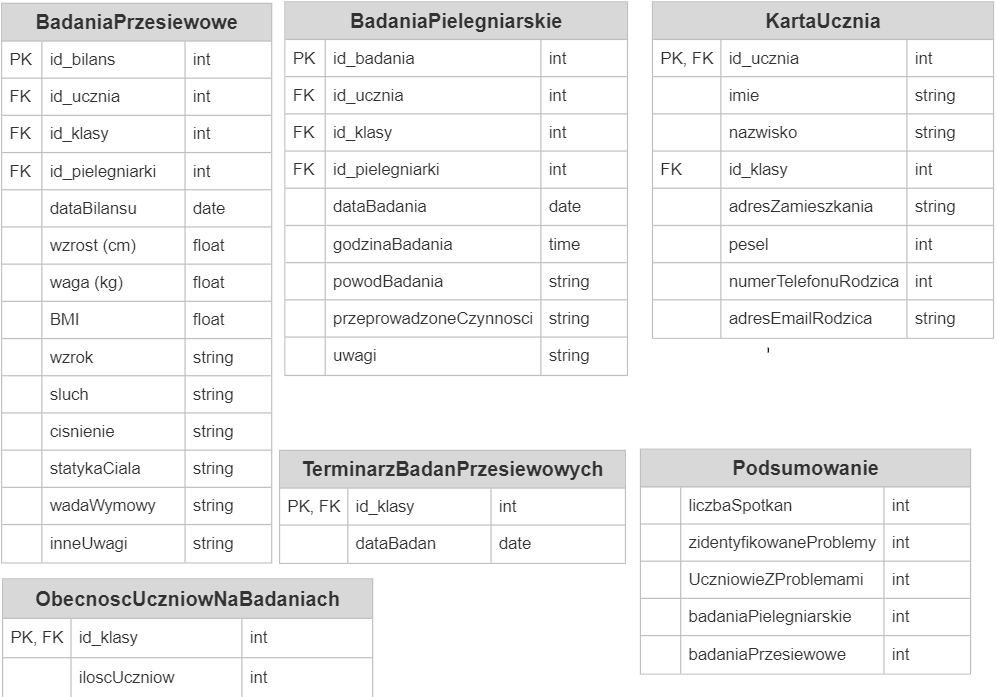 BadaniaPrzesiewowe
PK id_bilans int
FK id_ucznia int
FK id_klasy int
FK id_pielegniarki int
dataBilansu date
wzrost (cm) float
waga (kg) float
BMI float
wzrok string
sluch string
cisnienie string
statykaCiala string
wadaWymowy string
inneUwagi string
BadaniaPielegniarskie
PK id_badania int
FK id_ucznia int
FK id_klasy int
FK id_pielegniarki int
dataBadania date
godzinaBadania time
powodBadania string
przeprowadzoneCzynnosci string
uwagi string
KartaUcznia
PK, FK id_ucznia int
imie string
nazwisko string
FK id_klasy int
adresZamieszkania string
pesel int
numerTelefonuRodzica int
adresEmailRodzica string
TerminarzBadanPrzesiewowych
PK, FK id_klasy int
dataBadan date
Podsumowanie
liczbaSpotkan int
zidentyfikowaneProblemy int
UczniowieZProblemami int
badaniaPielegniarskie int
badaniaPrzesiewowe int
ObecnoscUczniowNaBadaniach
PK, FK id_klasy int
iloscUczniow int